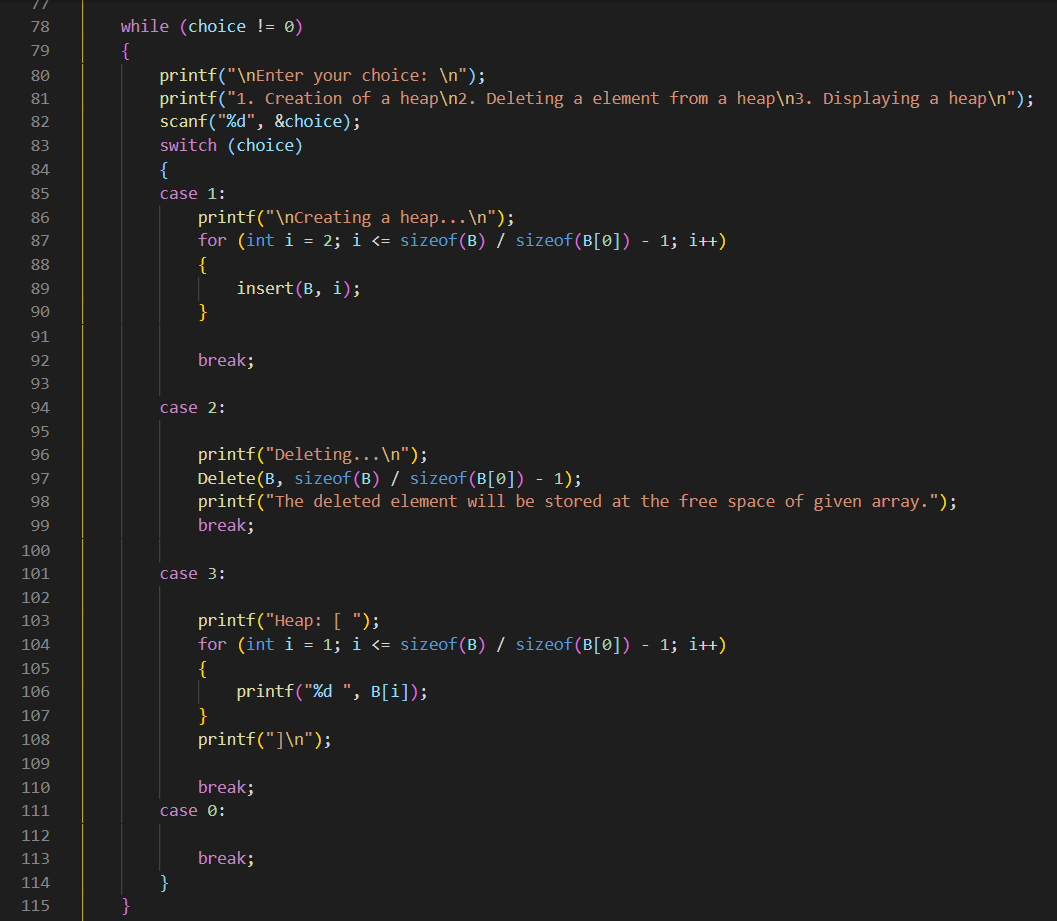 77
78 while (choice != 0)
79 {
80 printf("\nEnter your choice: \n");
81 printf("1. Creation of a heap\n2. Deleting a element from a heap\n3. Displaying a heap\n");
82 scanf("%d", &choice);
83 switch (choice)
84 {
85 case 1:
86 printf("\nCreating a heap...\n");
87 for (int i = 2; i <= sizeof(B) / sizeof(B[0]) - 1; i++)
88 {
89 insert(B, i);
90 }
91
92 break;
93
94 case 2:
95
96 printf("Deleting...\n");
97 Delete(B, sizeof(B) / sizeof(B[0]) - 1);
98 printf("The deleted element will be stored at the free space of given array.");
99 break;
100
101 case 3:
102
103 printf("Heap: [ ");
104 for (int i = 1; i <= sizeof(B) / sizeof(B[0]) - 1; i++)
105 {
106 printf("%d ", B[i]);
107 }
108 printf("]\n");
109
110 break;
111 case 0:
112
113 break;
114 }
115 }